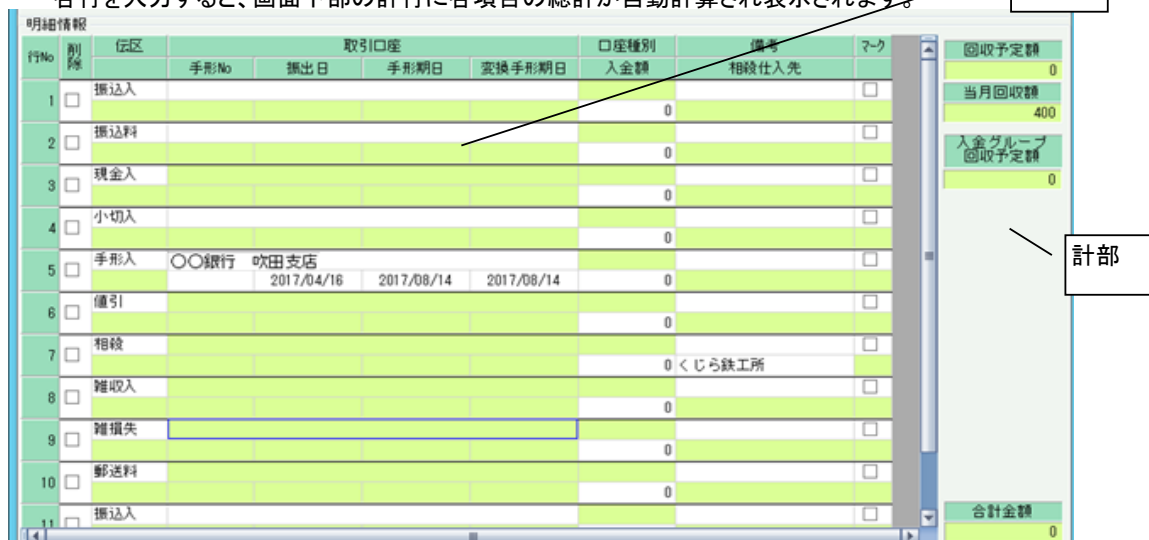 各行を入力すると、画面下部の計行に各項目の総計が自動計算され表示されます。
明細情報
行No 削除 伝区 取引口座 口座種別 備考 マーク
手形No 振出日 手形期日 変換手形期日 入金額 相殺仕入先
1 振込入
0
2 振込料
0
3 現金入
0
4 小切入
0
5 手形入 〇〇銀行 吹田支店
2017/04/16 2017/08/14 2017/08/14 0
6 値引
0
7 相殺
0 くじら鉄工所
8 雑収入
0
9 雑損失
0
10 郵送料
0
11 振込入
回収予定額
0
当月回収額
400
入金グループ
回収予定額
0
計部
合計金額
0